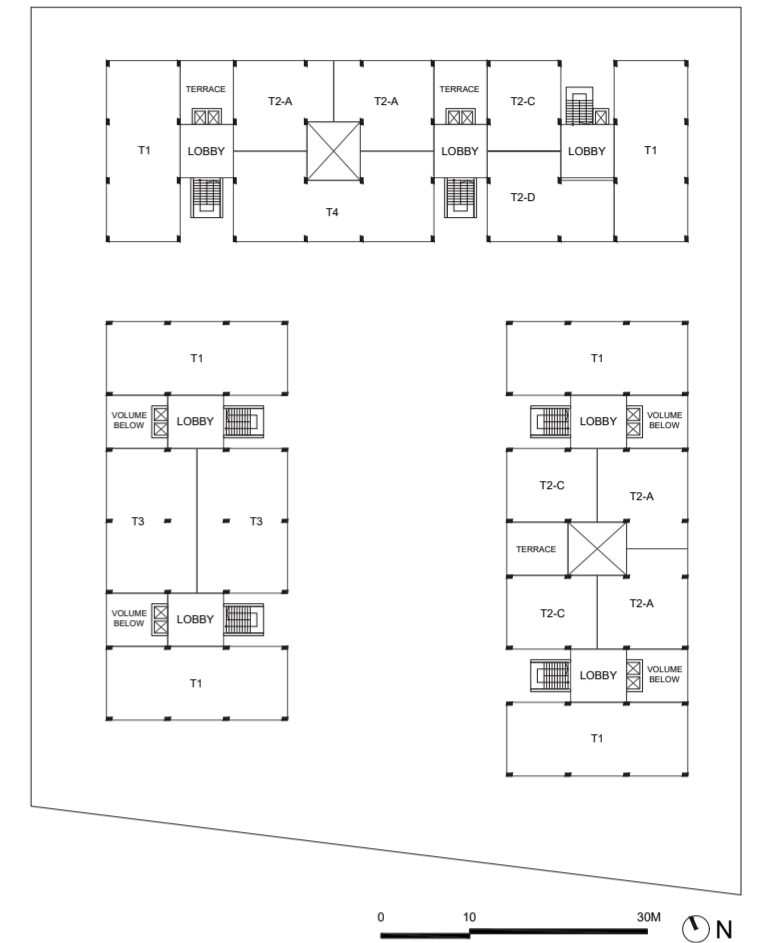 TERRACE
T2-A
T2-A
TERRACE
T2-C
T1
LOBBY
LOBBY
LOBBY
T1
T4
T2-D
T1
T1
VOLUME
BELOW
LOBBY
LOBBY
VOLUME
BELOW
T2-C
T2-A
T3
T3
TERRACE
T2-C
T2-A
VOLUME
BELOW
LOBBY
LOBBY
VOLUME
BELOW
T1
T1
0 10 30M
N